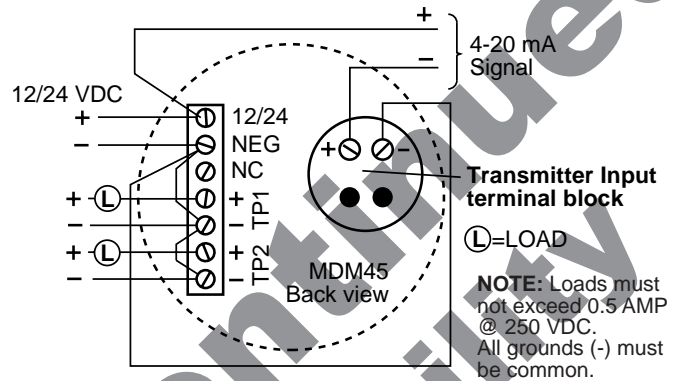 +
−
4-20 mA
Signal
12/24 VDC
+
−
12/24
NEG
NC
+ L
−
+ L
−
+
TP1
−
+
TP2
−
+ −
Transmitter Input
terminal block
L=LOAD
MDM45
Back view
NOTE: Loads must
not exceed 0.5 AMP
@ 250 VDC.
All grounds (-) must
be common.